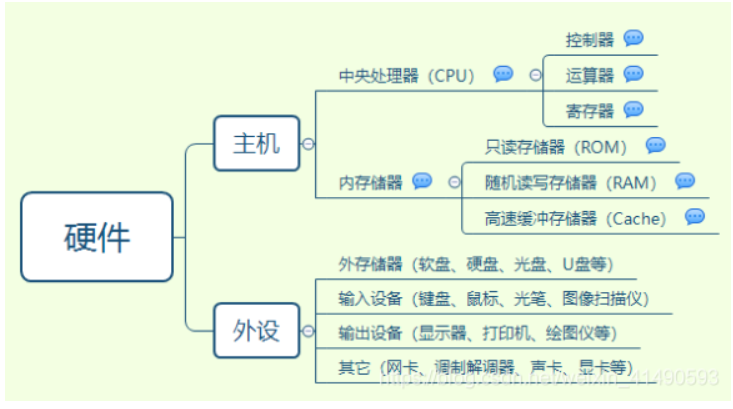 硬件
主机
中央处理器（CPU）
控制器
运算器
寄存器
内存储器
只读存储器（ROM）
随机读写存储器（RAM）
高速缓冲存储器（Cache）
外设
外存储器（软盘、硬盘、光盘、U盘等）
输入设备（键盘、鼠标、光笔、图像扫描仪）
输出设备（显示器、打印机、绘图仪等）
其它（网卡、调制解调器、声卡、显卡等）
https://blog.csdn.net/weixin_41490593